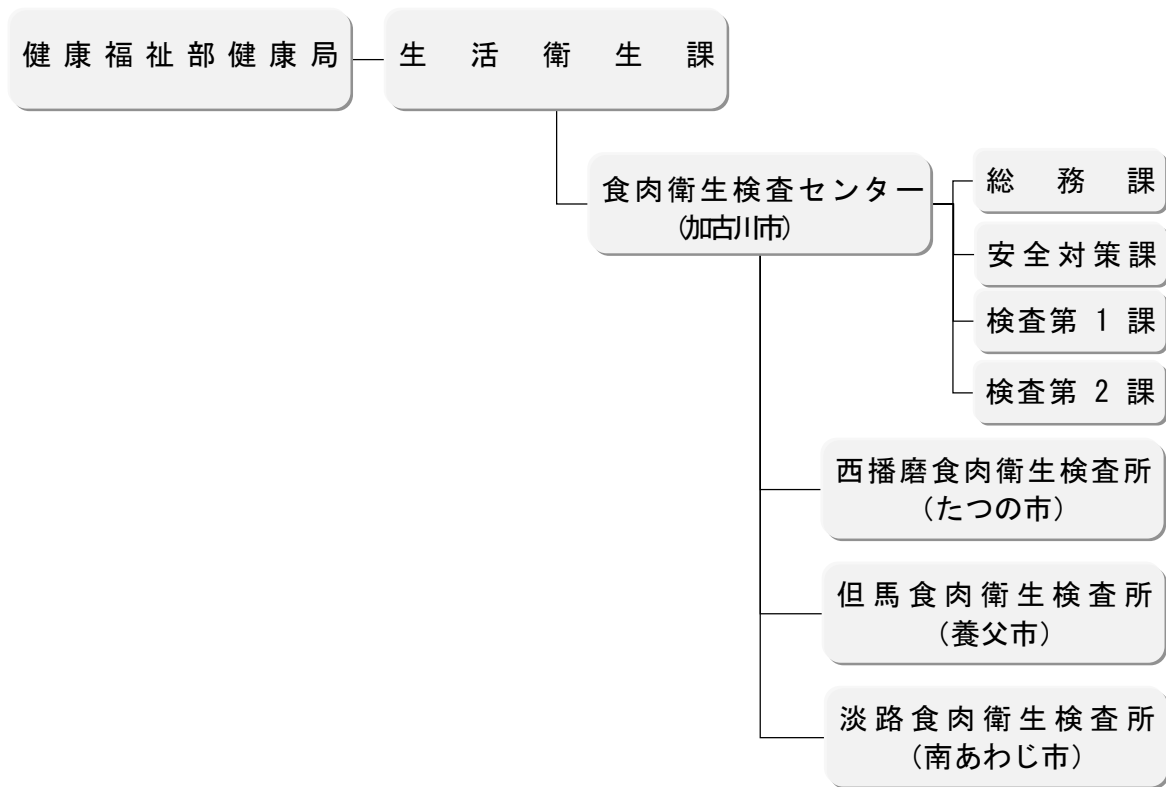 健康福祉部健康局
生活衛生課
食肉衛生検査センター
(加古川市)
総務課
安全対策課
検査第1課
検査第2課
西播磨食肉衛生検査所
(たつの市)
但馬食肉衛生検査所
(養父市)
淡路食肉衛生検査所
(南あわじ市)